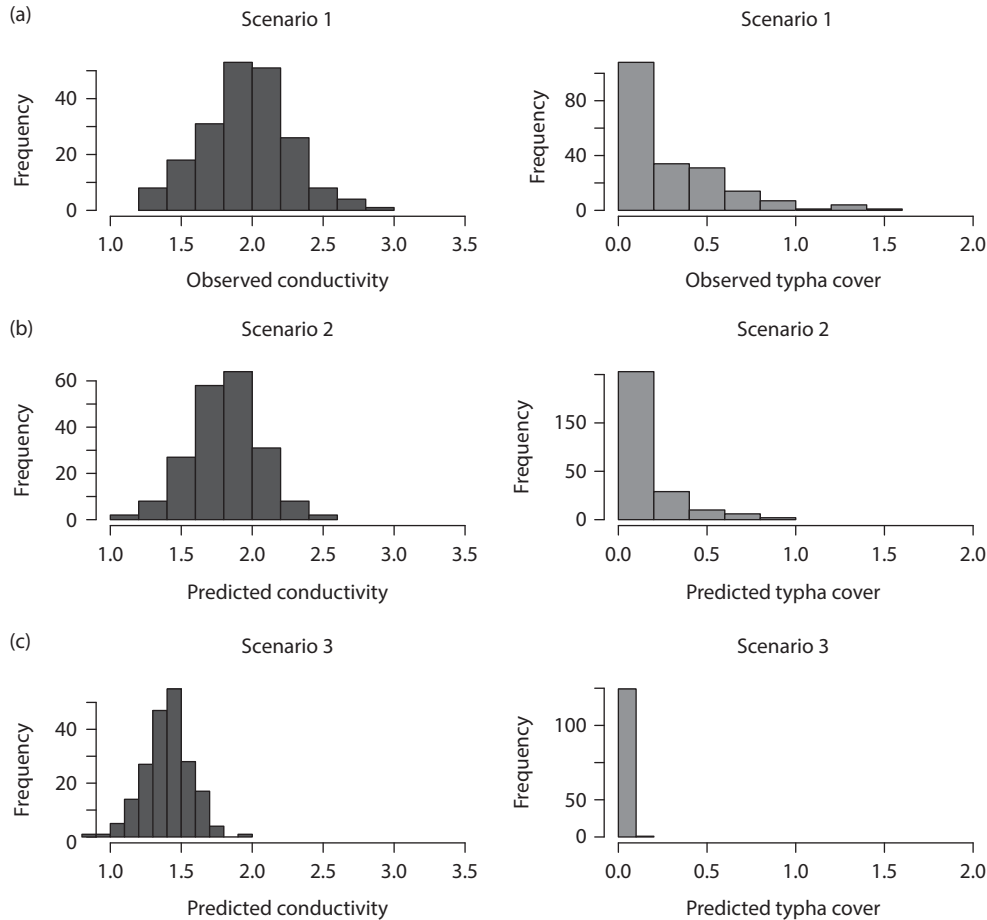 (a)
Scenario 1
Frequency
40
20
0
1.0 1.5 2.0 2.5 3.0 3.5
Observed conductivity
Scenario 1
Frequency
80
40
0
0.0 0.5 1.0 1.5 2.0
Observed typha cover
(b)
Scenario 2
Frequency
60
40
20
0
1.0 1.5 2.0 2.5 3.0 3.5
Predicted conductivity
Scenario 2
Frequency
150
50
0
0.0 0.5 1.0 1.5 2.0
Predicted typha cover
(c)
Scenario 3
Frequency
40
20
0
1.0 1.5 2.0 2.5 3.0 3.5
Predicted conductivity
Scenario 3
Frequency
100
50
0
0.0 0.5 1.0 1.5 2.0
Predicted typha cover